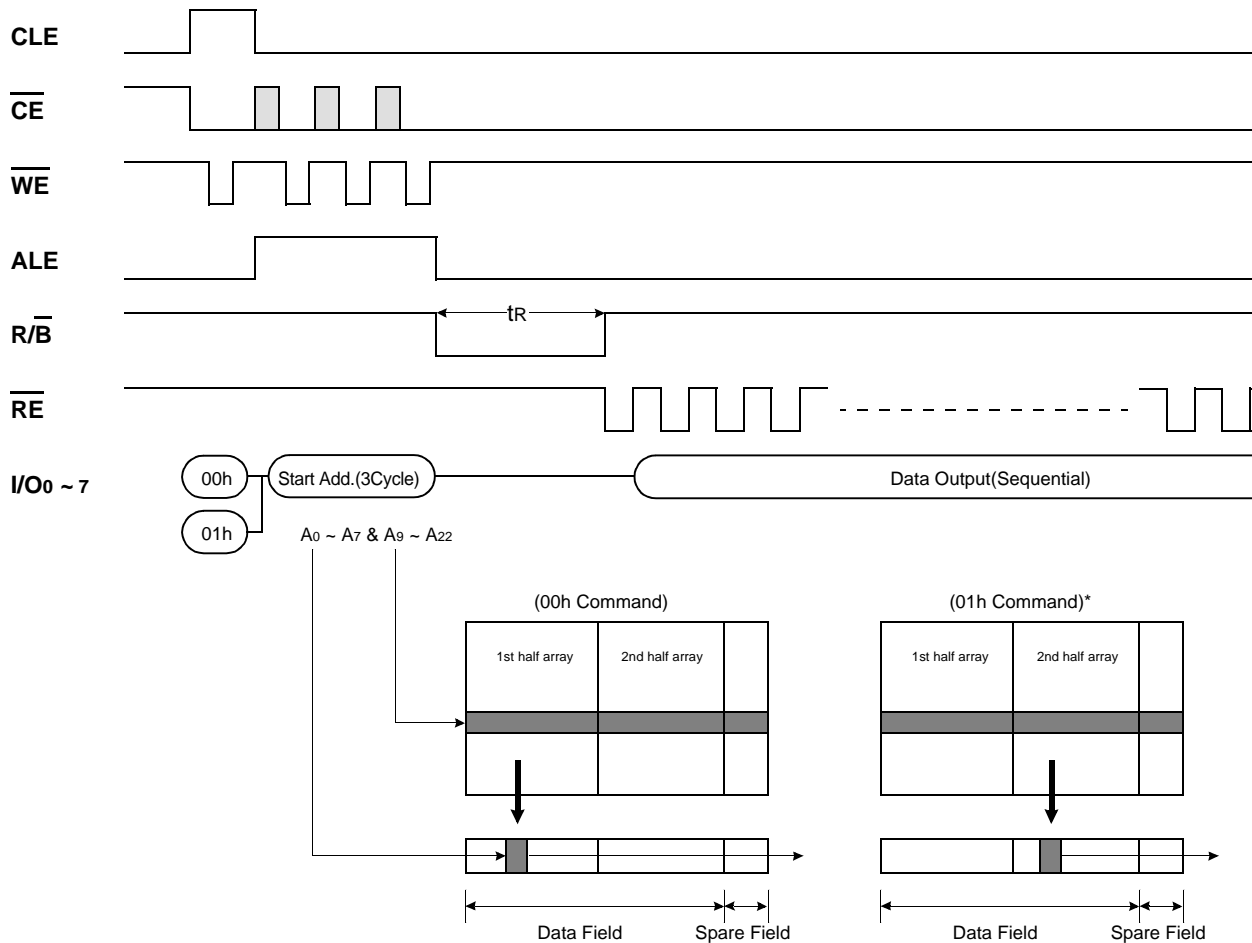 CLE
CE
WE
ALE
R/B
tR
RE
I/O0 ~ 7
00h
Start Add.(3Cycle)
Data Output(Sequential)
01h
A0 ~ A7 & A9 ~ A22
(00h Command)
(01h Command)*
1st half array
2nd half array
1st half array
2nd half array
Data Field
Spare Field
Data Field
Spare Field